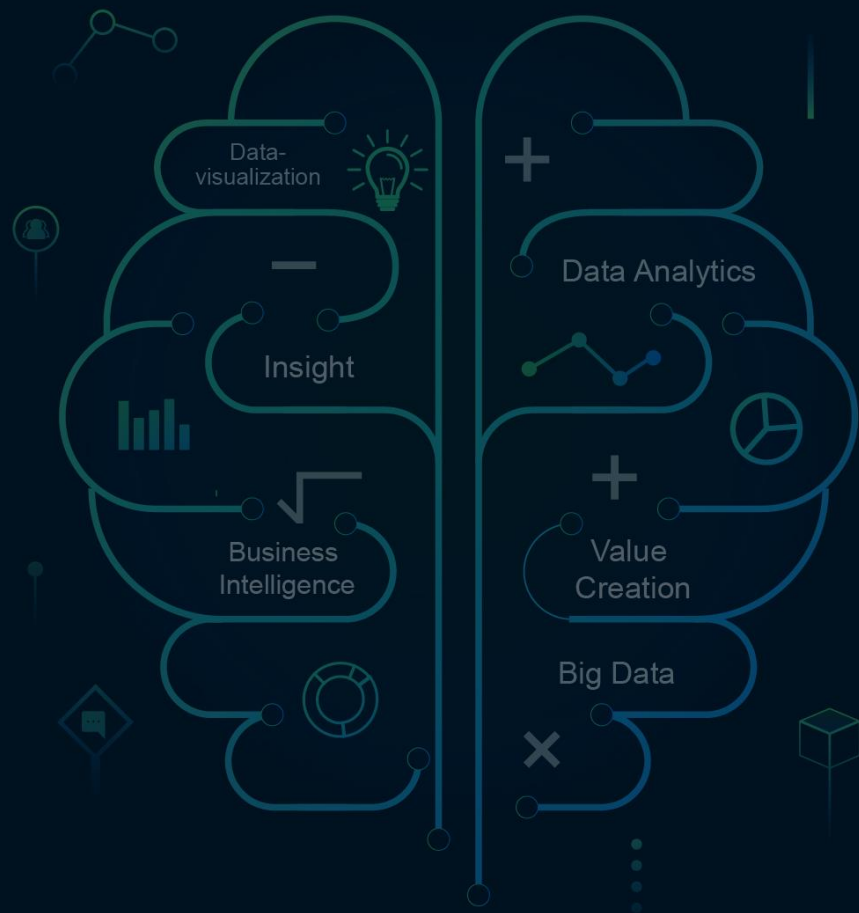 Data-
visualization
+
−
Data Analytics
Insight
√
+
Business
Intelligence
Value
Creation
Big Data
×